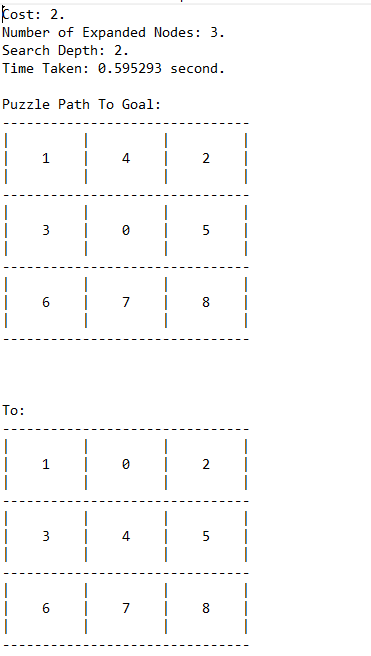 Cost: 2.
Number of Expanded Nodes: 3.
Search Depth: 2.
Time Taken: 0.595293 second.
Puzzle Path To Goal:
-------------------------------
| | | |
| 1 | 4 | 2 |
| | | |
-------------------------------
| | | |
| 3 | 0 | 5 |
| | | |
-------------------------------
| | | |
| 6 | 7 | 8 |
| | | |
-------------------------------
To:
-------------------------------
| | | |
| 1 | 0 | 2 |
| | | |
-------------------------------
| | | |
| 3 | 4 | 5 |
| | | |
-------------------------------
| | | |
| 6 | 7 | 8 |
| | | |
-------------------------------